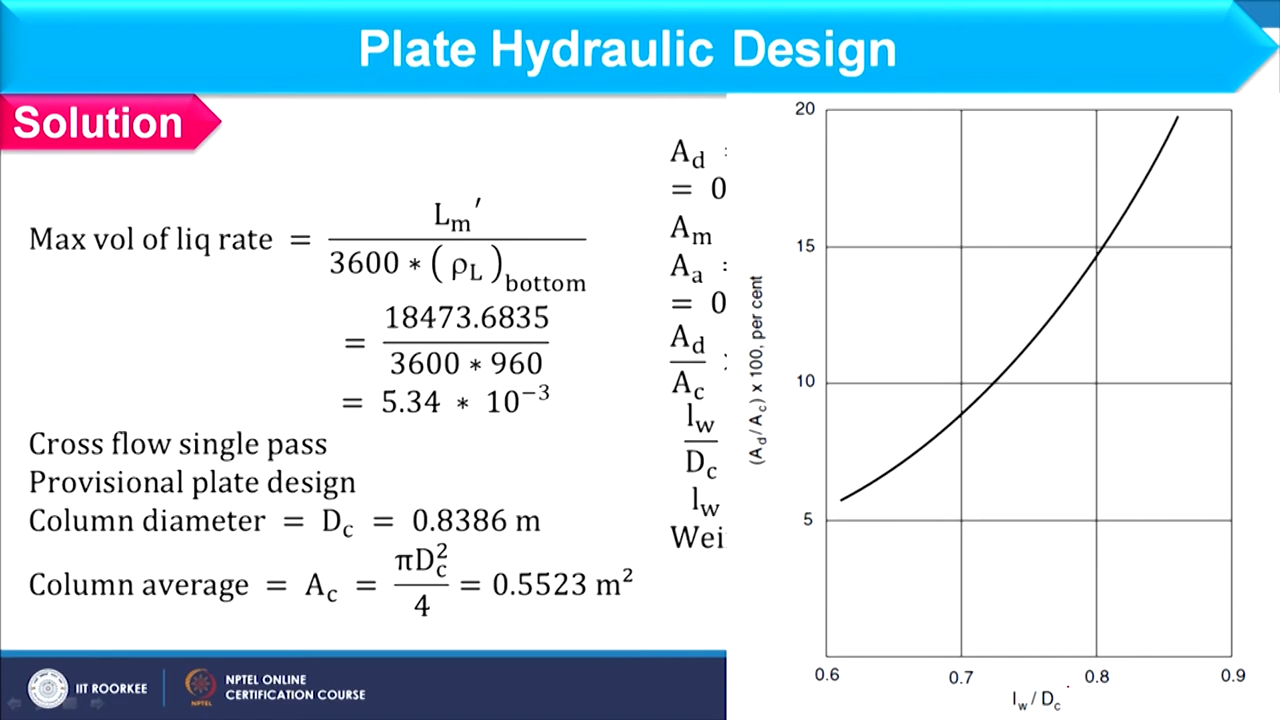 Plate Hydraulic Design
Solution
Max vol of liq rate = Lm′ / 3600 * (ρL)bottom
= 18473.6835 / 3600 * 960
= 5.34 * 10⁻³
Cross flow single pass
Provisional plate design
Column diameter = Dc = 0.8386 m
Column average = Ac = πDc² / 4 = 0.5523 m²
Ad :
= 0
Am
Aa :
= 0
Ad / Ac :
lw / Dc
lw
Wei
(Ad / Ac) x 100, per cent
20
15
10
5
0.6 0.7 0.8 0.9
lw / Dc
IIT ROORKEE
NPTEL
NPTEL ONLINE
CERTIFICATION COURSE